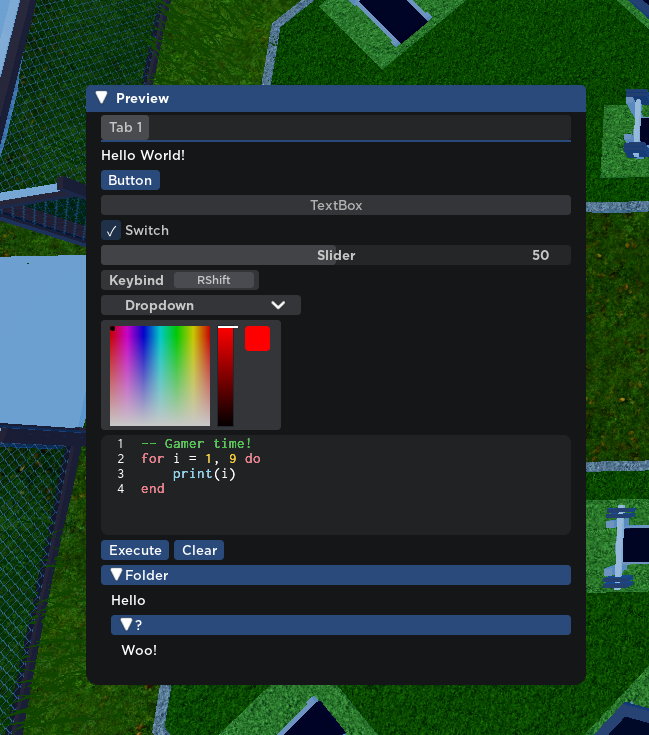 Preview
Tab 1
Hello World!
Button
TextBox
✓ Switch
Slider 50
Keybind RShift
Dropdown
1 -- Gamer time!
2 for i = 1, 9 do
3     print(i)
4 end
Execute Clear
Folder
Hello
?
Woo!